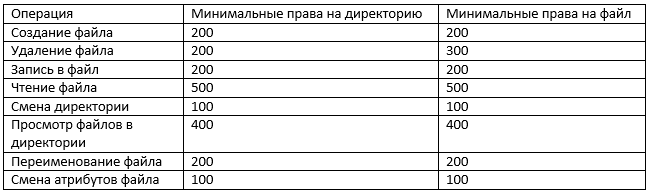 Операция Минимальные права на директорию Минимальные права на файл
Создание файла 200 200
Удаление файла 200 300
Запись в файл 200 200
Чтение файла 500 500
Смена директории 100 100
Просмотр файлов в 400 400
директории
Переименование файла 200 200
Смена атрибутов файла 100 100